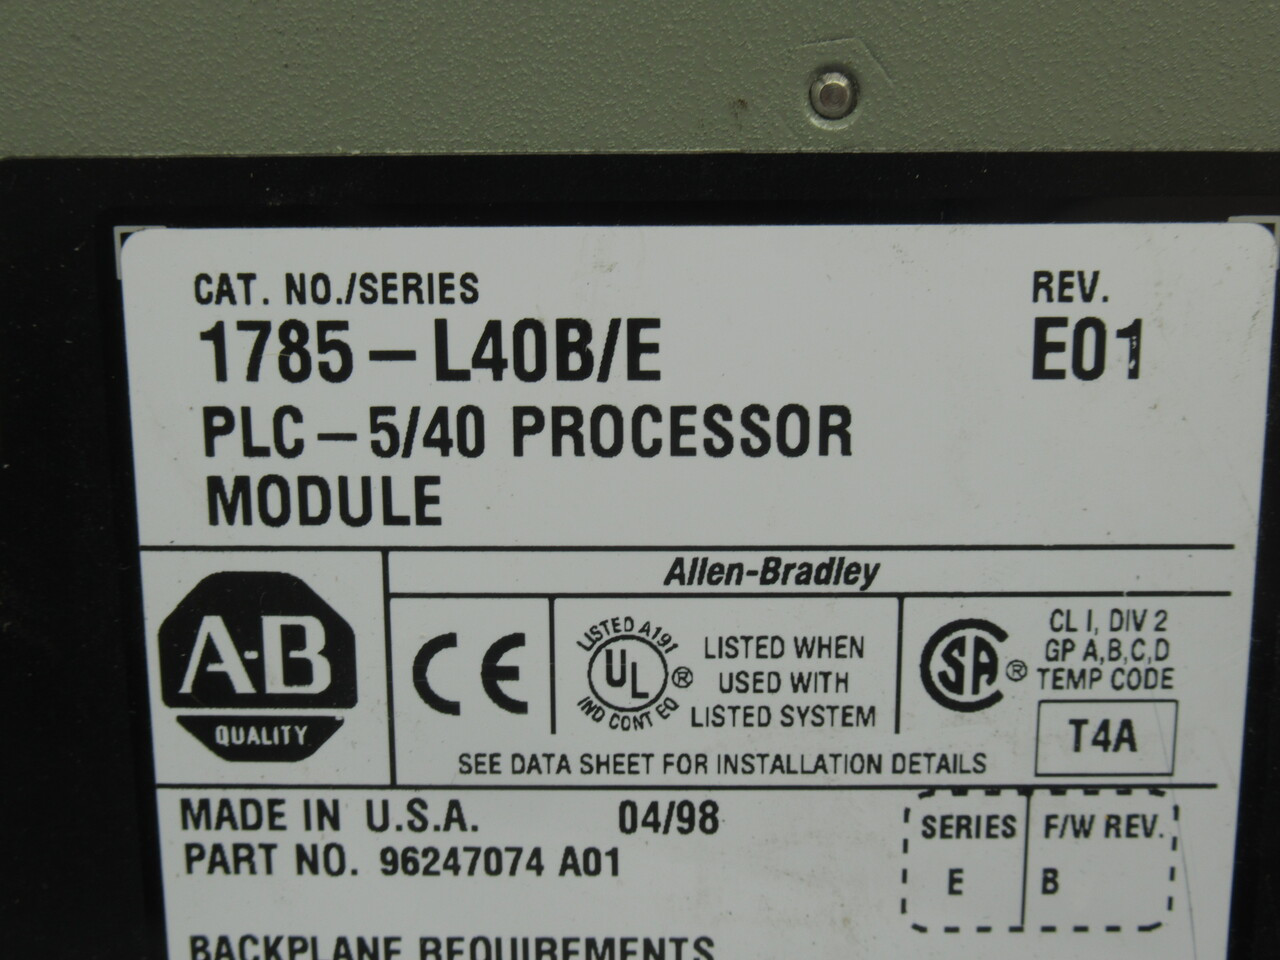 CAT. NO./SERIES REV.
1785-L40B/E E01
PLC-5/40 PROCESSOR
MODULE
Allen-Bradley
A-B
QUALITY
CE
LISTED A191
UL ®
IND CONT EQ
LISTED WHEN
USED WITH
LISTED SYSTEM
SA ®
CL I, DIV 2
GP A,B,C,D
TEMP CODE
T4A
SEE DATA SHEET FOR INSTALLATION DETAILS
MADE IN U.S.A. 04/98
PART NO. 96247074 A01
SERIES F/W REV.
E B
BACKPLANE REQUIREMENTS